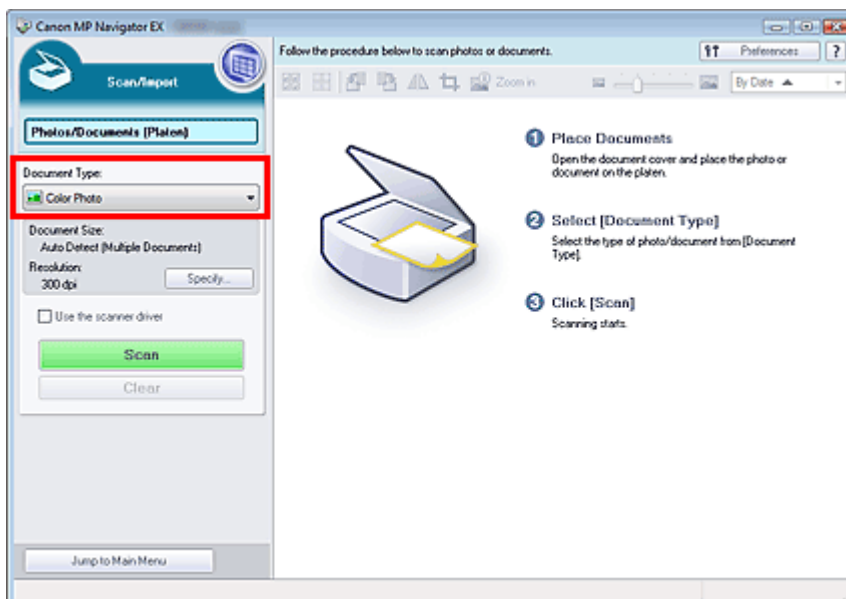 Canon MP Navigator EX
Scan/Import
Photos/Documents (Platen)
Document Type:
Color Photo
Document Size:
Auto Detect (Multiple Documents)
Resolution:
300 dpi
Specify...
Use the scanner driver
Scan
Clear
Jump to Main Menu
Follow the procedure below to scan photos or documents.
Preferences
?
Zoom in
By Date
1 Place Documents
Open the document cover and place the photo or
document on the platen.
2 Select [Document Type]
Select the type of photo/document from [Document
Type].
3 Click [Scan]
Scanning starts.